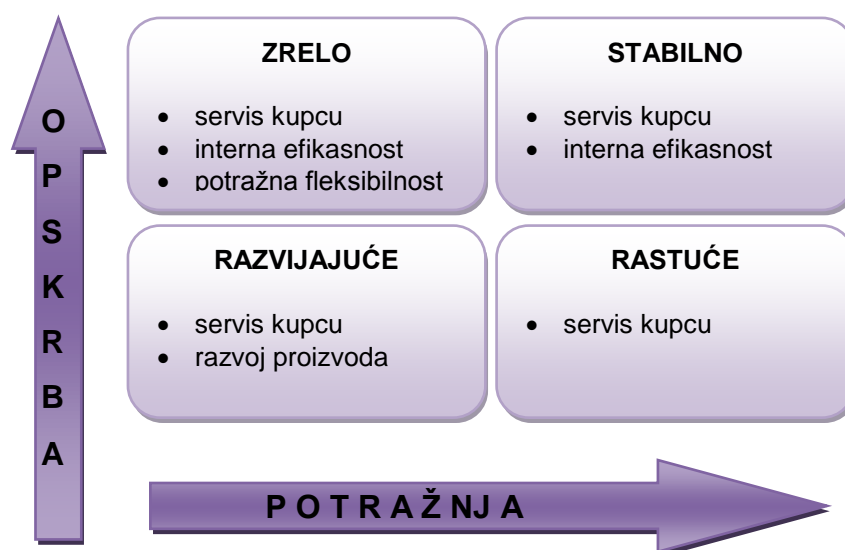 ZRELO
• servis kupcu
• interna efikasnost
• potražna fleksibilnost
STABILNO
• servis kupcu
• interna efikasnost
RAZVIJAJUĆE
• servis kupcu
• razvoj proizvoda
RASTUĆE
• servis kupcu
O
P
S
K
R
B
A
P O T R A Ž NJ A